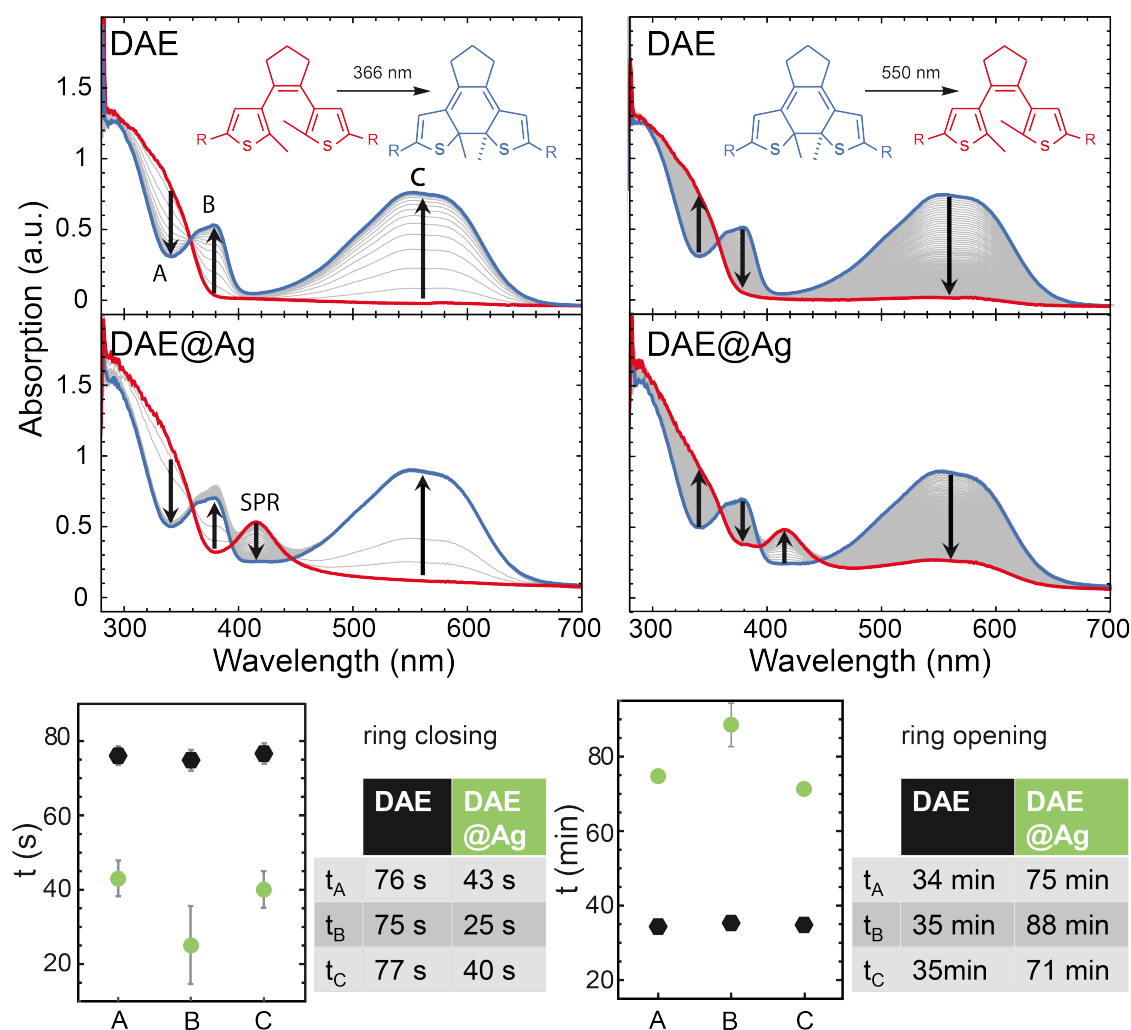 DAE
366 nm
R
S
S
R
R
S
S
R
A
B
C
1.5
1
0.5
0
DAE
550 nm
R
S
S
R
R
S
S
R
Absorption (a.u.)
DAE@Ag
SPR
1.5
1
0.5
0
300
400
500
600
700
Wavelength (nm)
DAE@Ag
300
400
500
600
700
Wavelength (nm)
t (s)
80
60
40
20
A
B
C
ring closing
DAE
DAE
@Ag
tA
76 s
43 s
tB
75 s
25 s
tC
77 s
40 s
t (min)
80
60
40
20
A
B
C
ring opening
DAE
DAE
@Ag
tA
34 min
75 min
tB
35 min
88 min
tC
35min
71 min